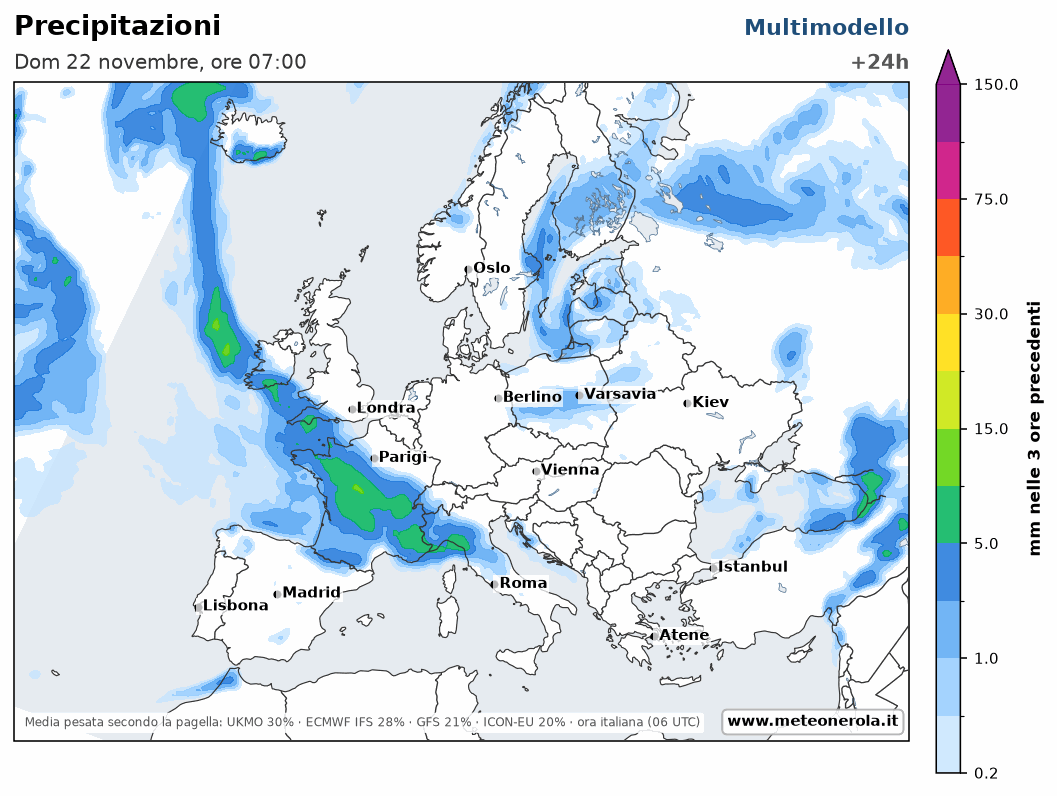 Precipitazioni
Multimodello
Dom 22 novembre, ore 07:00
+24h
150.0
75.0
30.0
15.0
5.0
1.0
0.2
mm nelle 3 ore precedenti
Oslo
Londra
Berlino
Varsavia
Kiev
Parigi
Vienna
Istanbul
Roma
Madrid
Lisbona
Atene
Media pesata secondo la pagella: UKMO 30% · ECMWF IFS 28% · GFS 21% · ICON-EU 20% · ora italiana (06 UTC)
www.meteonerola.it